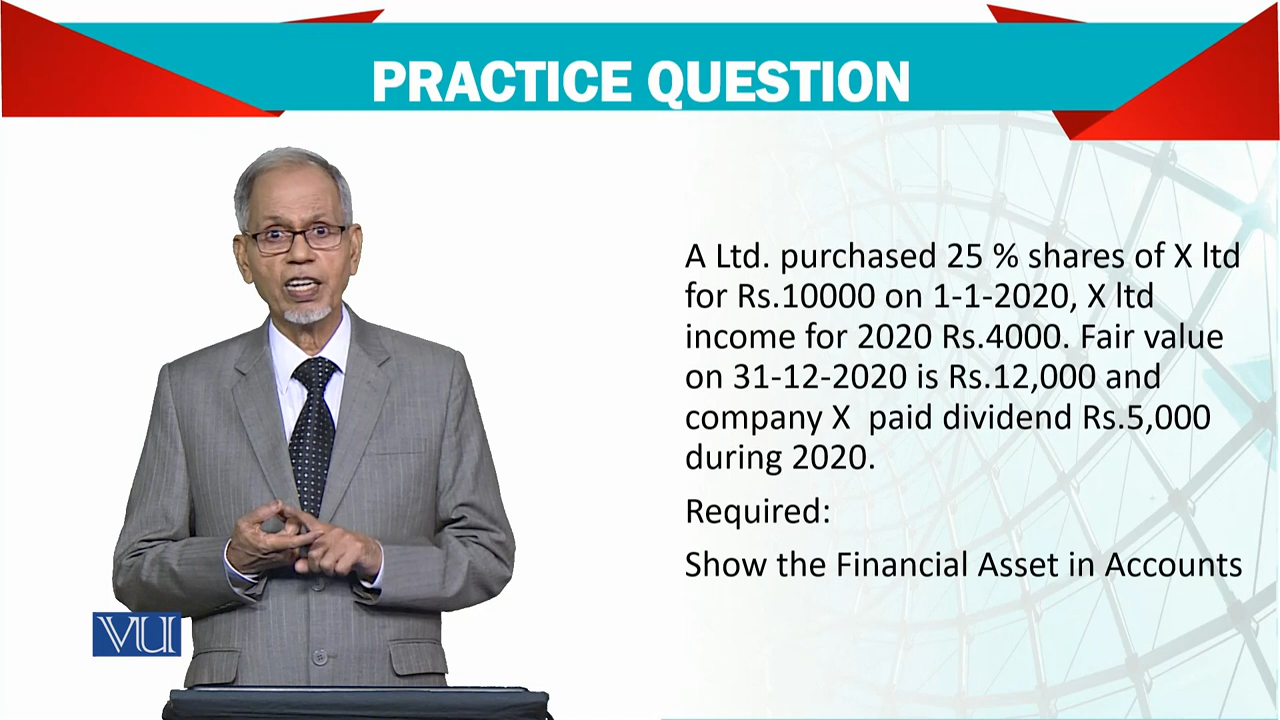 PRACTICE QUESTION
A Ltd. purchased 25 % shares of X ltd
for Rs.10000 on 1-1-2020, X ltd
income for 2020 Rs.4000. Fair value
on 31-12-2020 is Rs.12,000 and
company X  paid dividend Rs.5,000
during 2020.
Required:
Show the Financial Asset in Accounts
VU